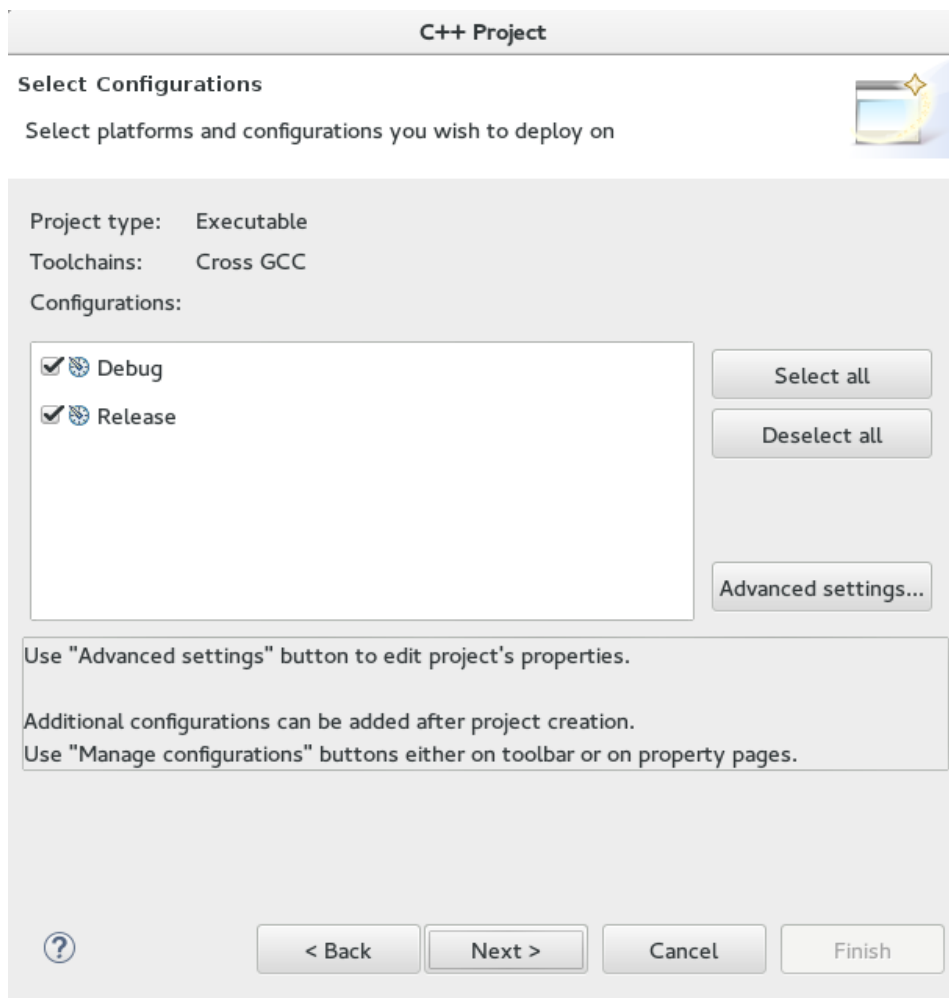 C++ Project
Select Configurations
Select platforms and configurations you wish to deploy on
Project type: Executable
Toolchains: Cross GCC
Configurations:
Debug
Release
Select all
Deselect all
Advanced settings...
Use "Advanced settings" button to edit project's properties.
Additional configurations can be added after project creation.
Use "Manage configurations" buttons either on toolbar or on property pages.
? < Back Next > Cancel Finish